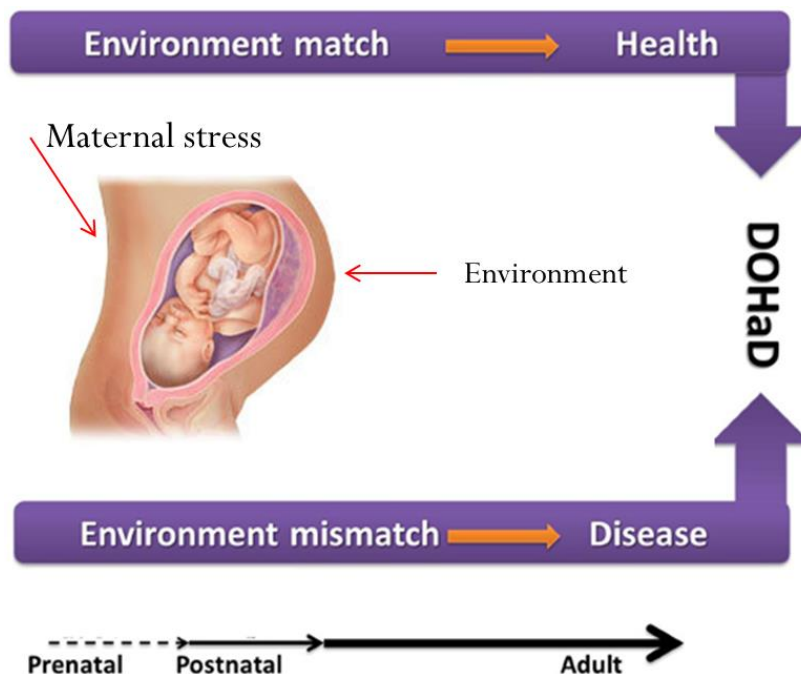 Environment match Health
Maternal stress
Environment
DOHaD
Environment mismatch Disease
Prenatal Postnatal Adult